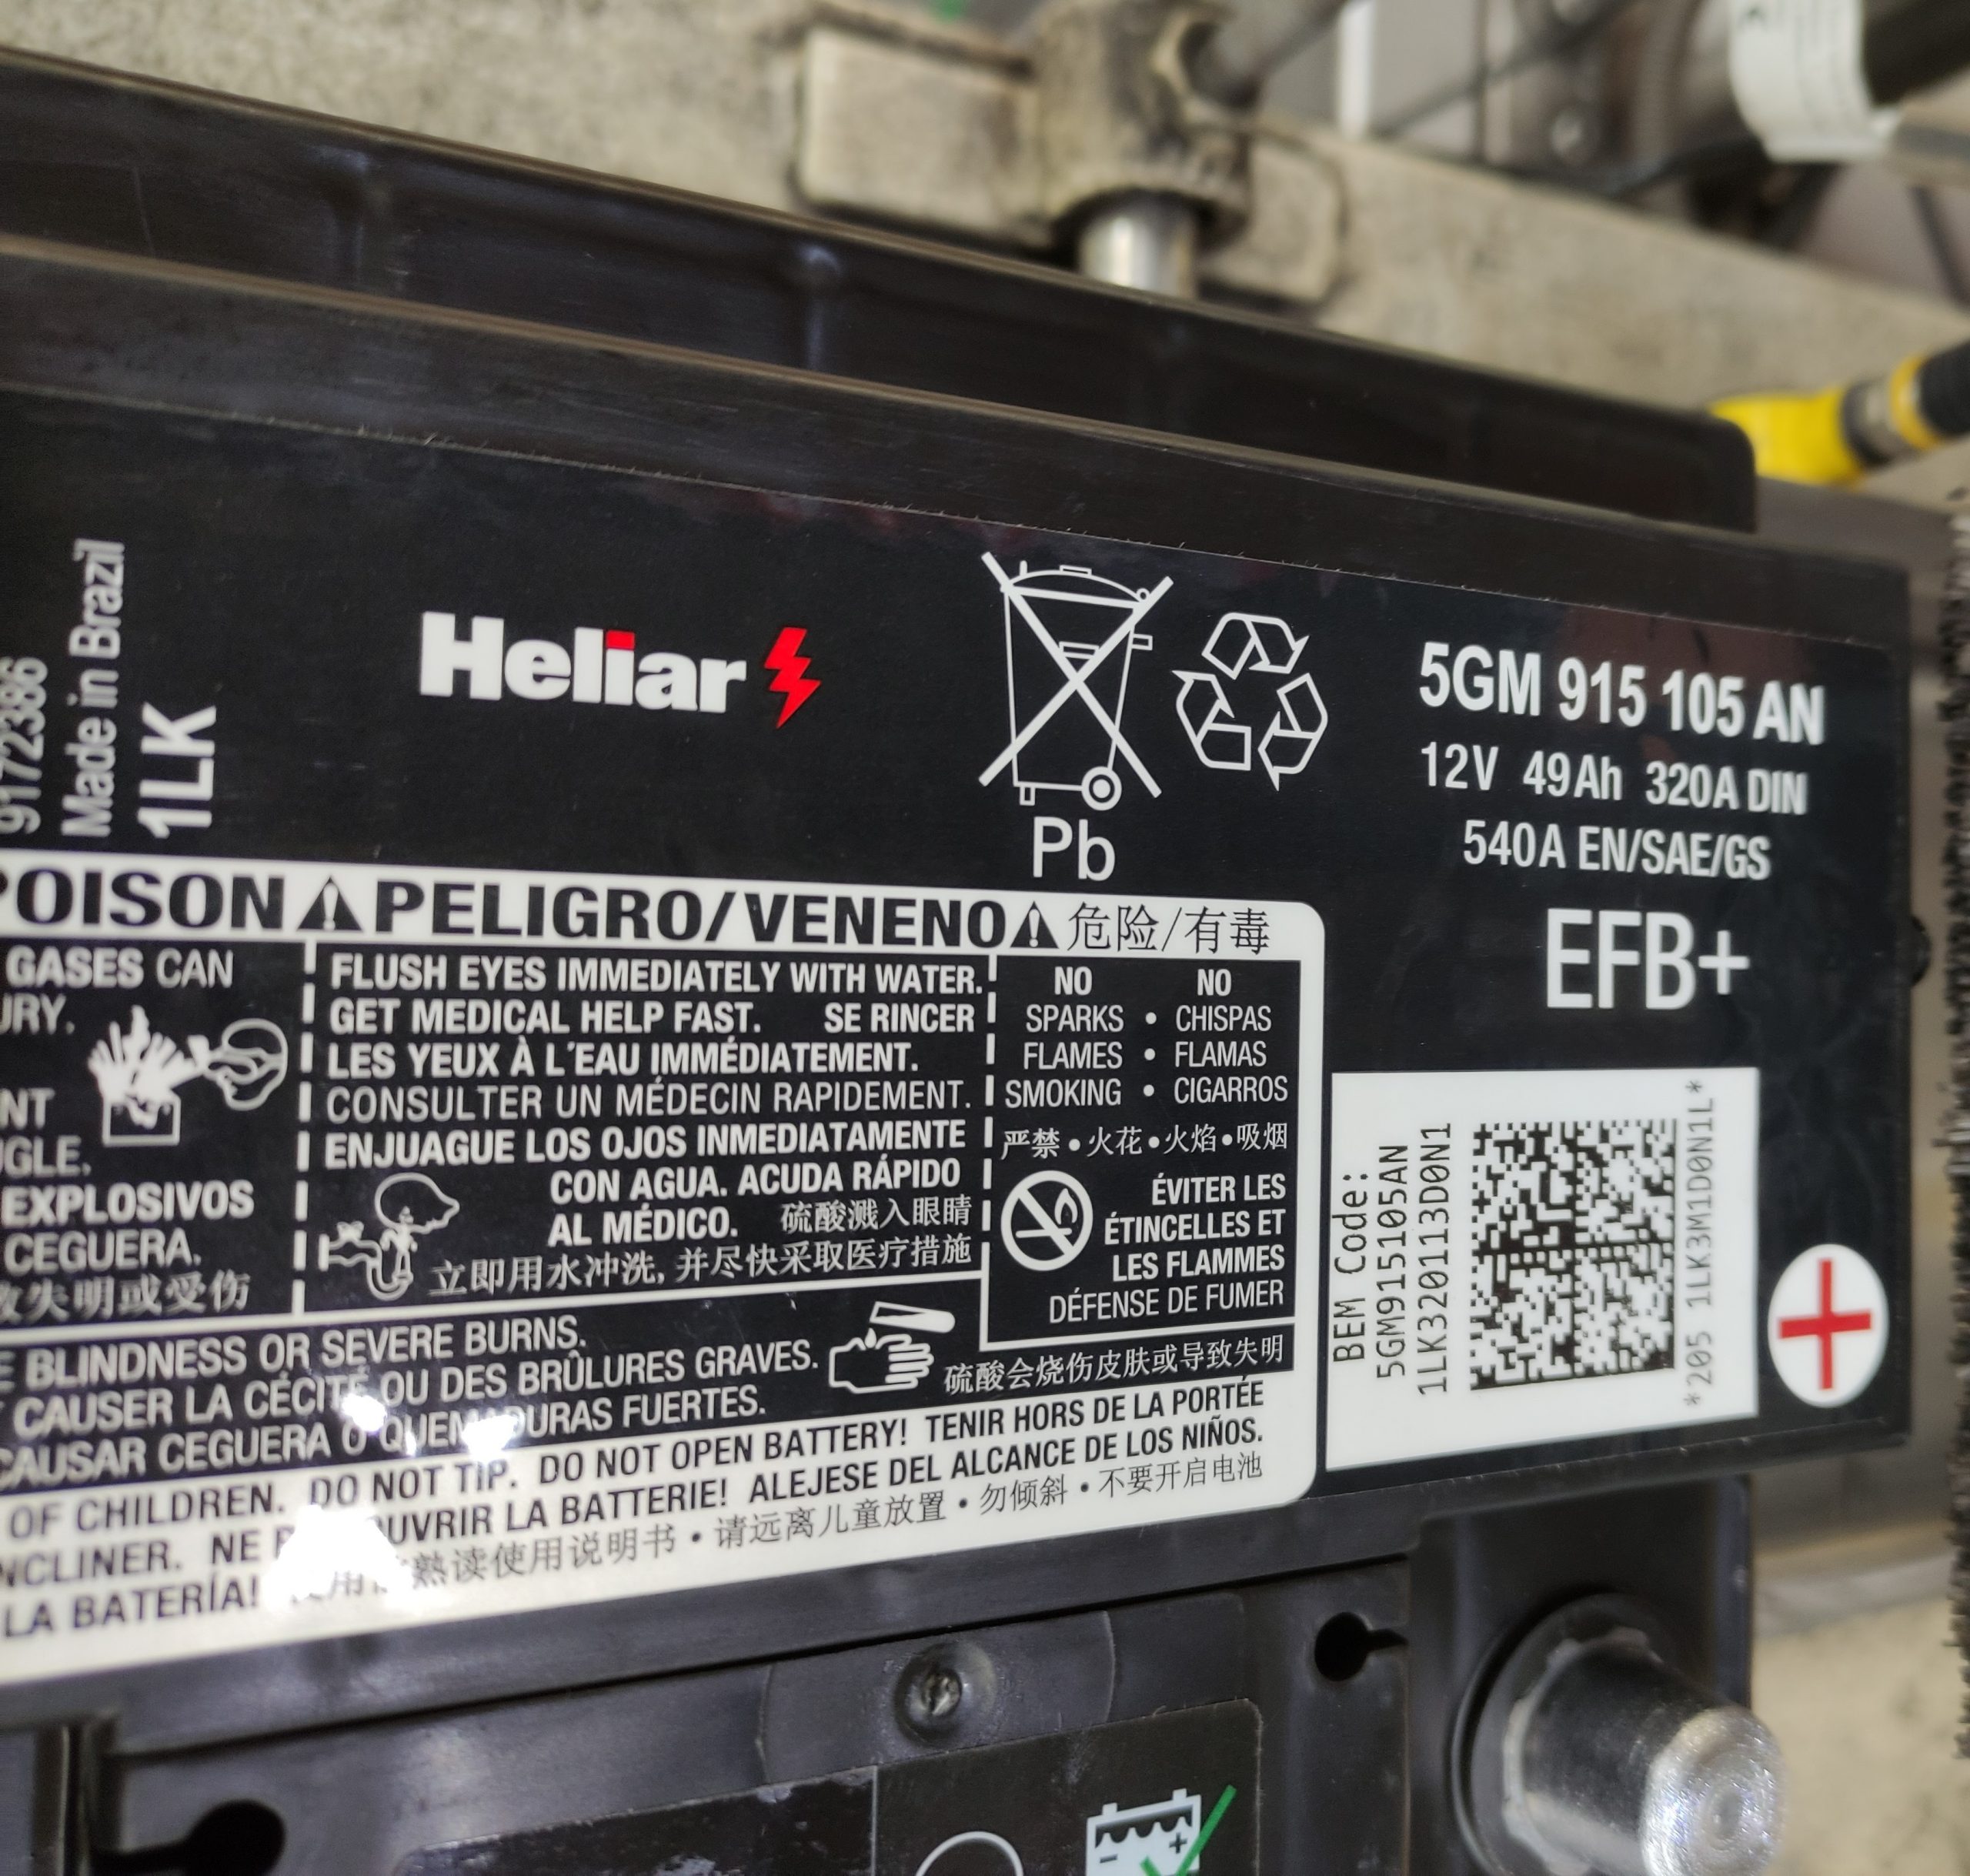 9172386
Made in Brazil
1LK
Heliar
Pb
5GM 915 105 AN
12V 49Ah 320A DIN
540A EN/SAE/GS
EFB+
POISON PELIGRO/VENENO 危险/有毒
GASES CAN
URY.
NT
GLE.
EXPLOSIVOS
CEGUERA.
失明或受伤
FLUSH EYES IMMEDIATELY WITH WATER.
GET MEDICAL HELP FAST. SE RINCER
LES YEUX À L'EAU IMMÉDIATEMENT.
CONSULTER UN MÉDECIN RAPIDEMENT.
ENJUAGUE LOS OJOS INMEDIATAMENTE
CON AGUA. ACUDA RÁPIDO
AL MÉDICO. 硫酸溅入眼睛
立即用水冲洗, 并尽快采取医疗措施
NO NO
SPARKS • CHISPAS
FLAMES • FLAMAS
SMOKING • CIGARROS
严禁•火花•火焰•吸烟
ÉVITER LES
ÉTINCELLES ET
LES FLAMMES
DÉFENSE DE FUMER
E BLINDNESS OR SEVERE BURNS.
CAUSER LA CÉCITÉ OU DES BRÛLURES GRAVES.
CAUSAR CEGUERA O QUEMADURAS FUERTES.
硫酸会烧伤皮肤或导致失明
OF CHILDREN. DO NOT TIP. DO NOT OPEN BATTERY! TENIR HORS DE LA PORTÉE
NCLINER. NE OUVRIR LA BATTERIE! ALEJESE DEL ALCANCE DE LOS NIÑOS.
LA BATERÍA! 熟读使用说明书•请远离儿童放置•勿倾斜•不要开启电池
BEM Code:
5GM915105AN
1LK320113D0N1
*205 1LK3M1D0N1L*